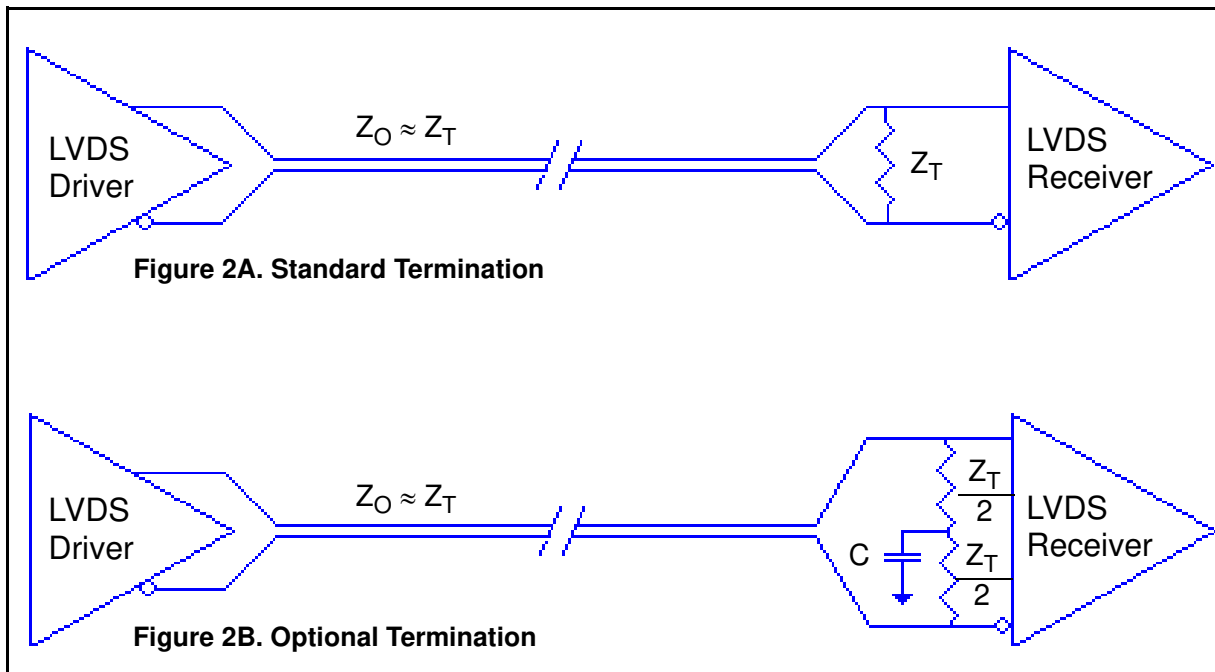 LVDS
Driver
Z_O ≈ Z_T
Z_T
LVDS
Receiver
Figure 2A. Standard Termination
LVDS
Driver
Z_O ≈ Z_T
C
Z_T
2
Z_T
2
LVDS
Receiver
Figure 2B. Optional Termination